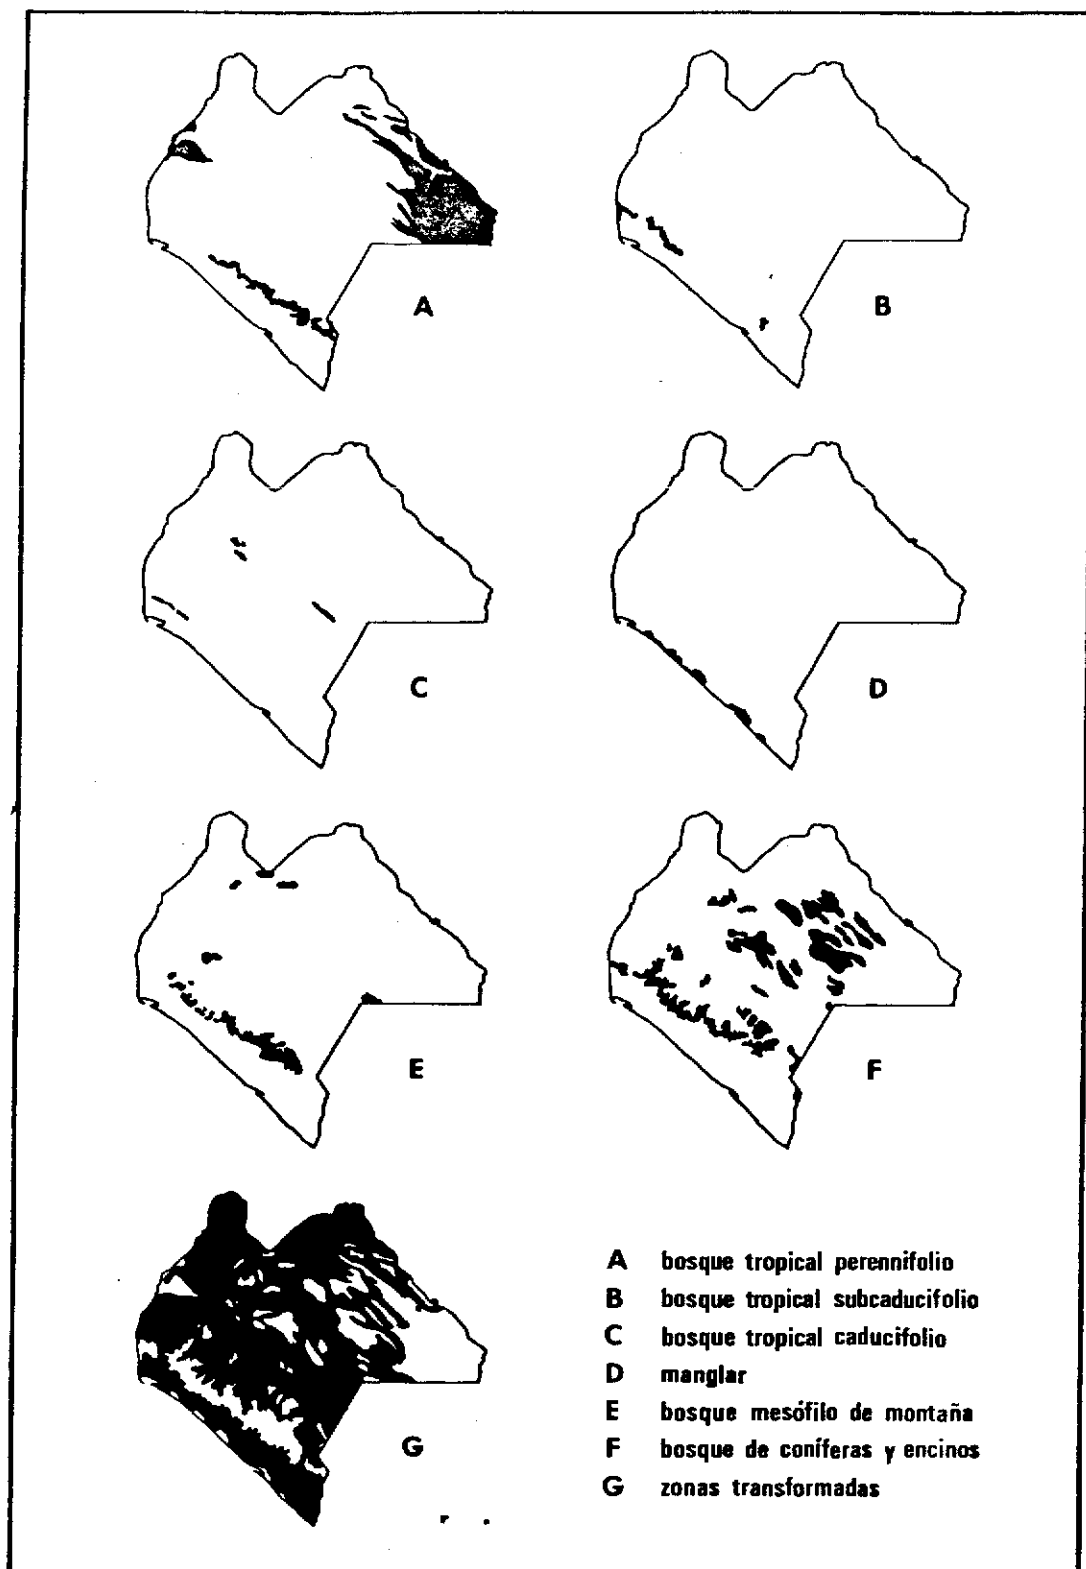 A
B
C
D
E
F
G
A bosque tropical perennifolio
B bosque tropical subcaducifolio
C bosque tropical caducifolio
D manglar
E bosque mesófilo de montaña
F bosque de coníferas y encinos
G zonas transformadas